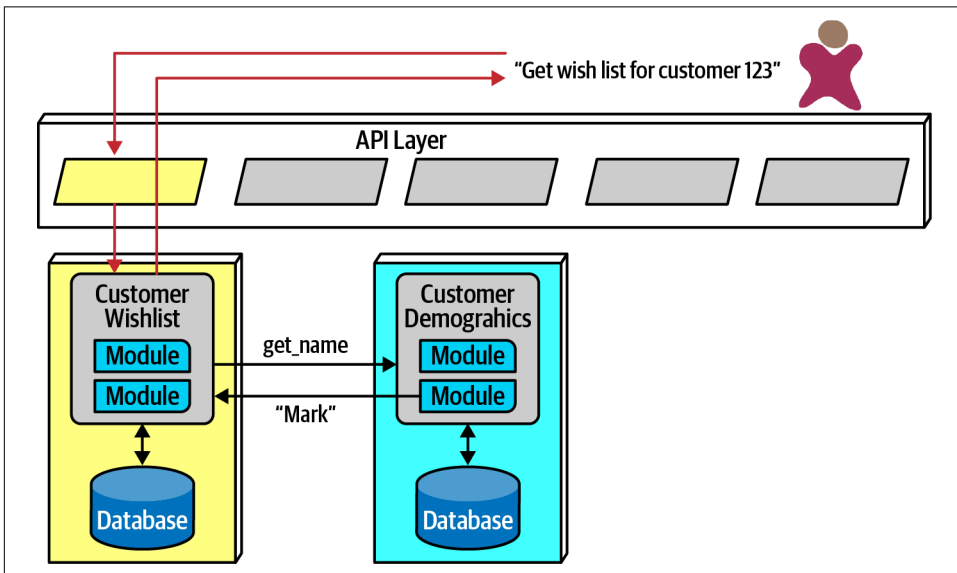 “Get wish list for customer 123”
API Layer
Customer
Wishlist
Module
Module
Database
get_name
“Mark”
Customer
Demograhics
Module
Module
Database